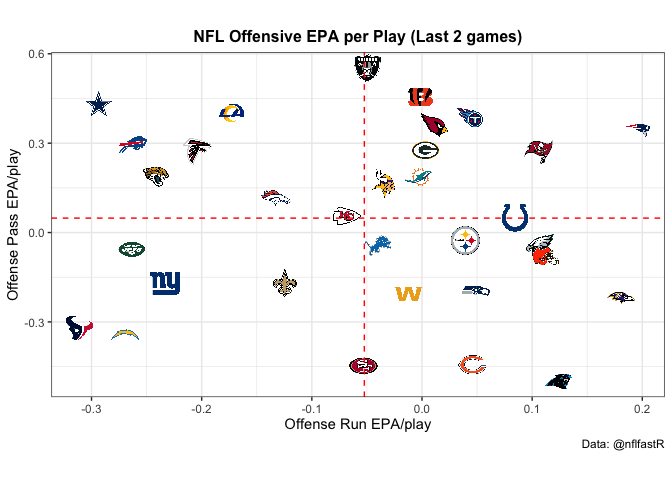 NFL Offensive EPA per Play (Last 2 games)
Offense Pass EPA/play
0.6
0.3
0.0
-0.3
ny
W
-0.3
-0.2
-0.1
0.0
0.1
0.2
Offense Run EPA/play
Data: @nflfastR